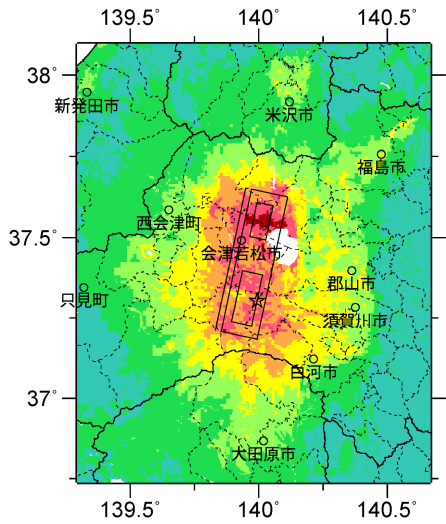 139.5° 140° 140.5°
38°
新発田市
米沢市
福島市
西会津町
37.5°
会津若松市
郡山市
只見町
須賀川市
白河市
37°
大田原市
139.5° 140° 140.5°